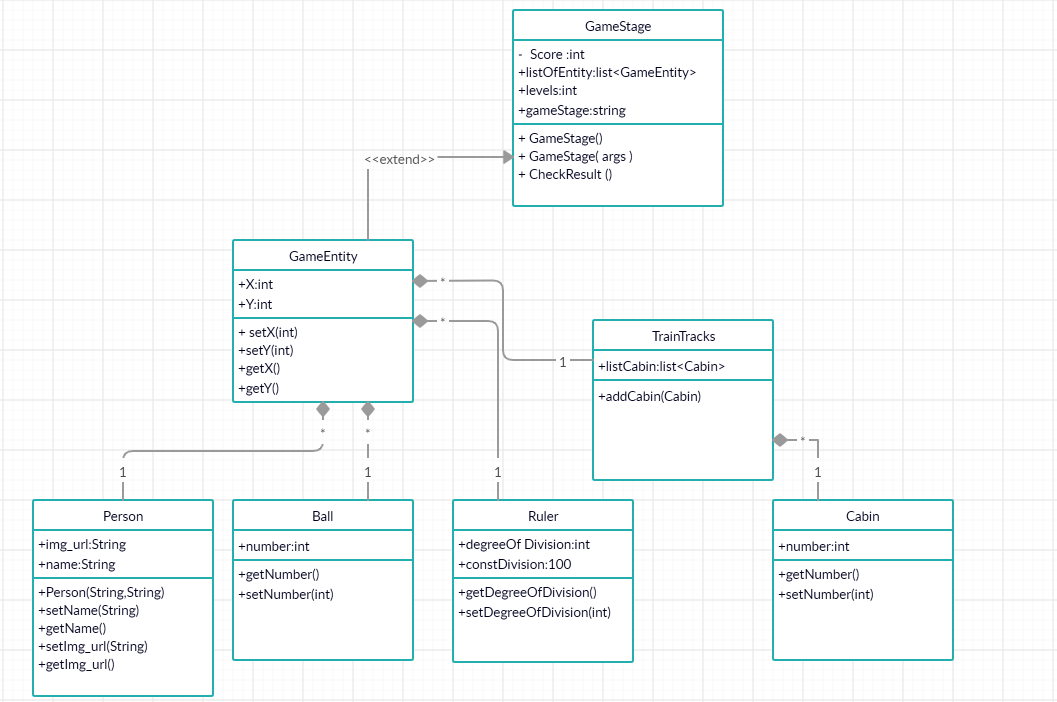 GameStage
- Score :int
+listOfEntity:list<GameEntity>
+levels:int
+gameStage:string
+ GameStage()
+ GameStage( args )
+ CheckResult ()
<<extend>>
GameEntity
+X:int
+Y:int
+ setX(int)
+setY(int)
+getX()
+getY()
*
*
*
*
1
TrainTracks
+listCabin:list<Cabin>
+addCabin(Cabin)
*
1
1
1
1
Person
+img_url:String
+name:String
+Person(String,String)
+setName(String)
+getName()
+setImg_url(String)
+getImg_url()
Ball
+number:int
+getNumber()
+setNumber(int)
Ruler
+degreeOf Division:int
+constDivision:100
+getDegreeOfDivision()
+setDegreeOfDivision(int)
Cabin
+number:int
+getNumber()
+setNumber(int)